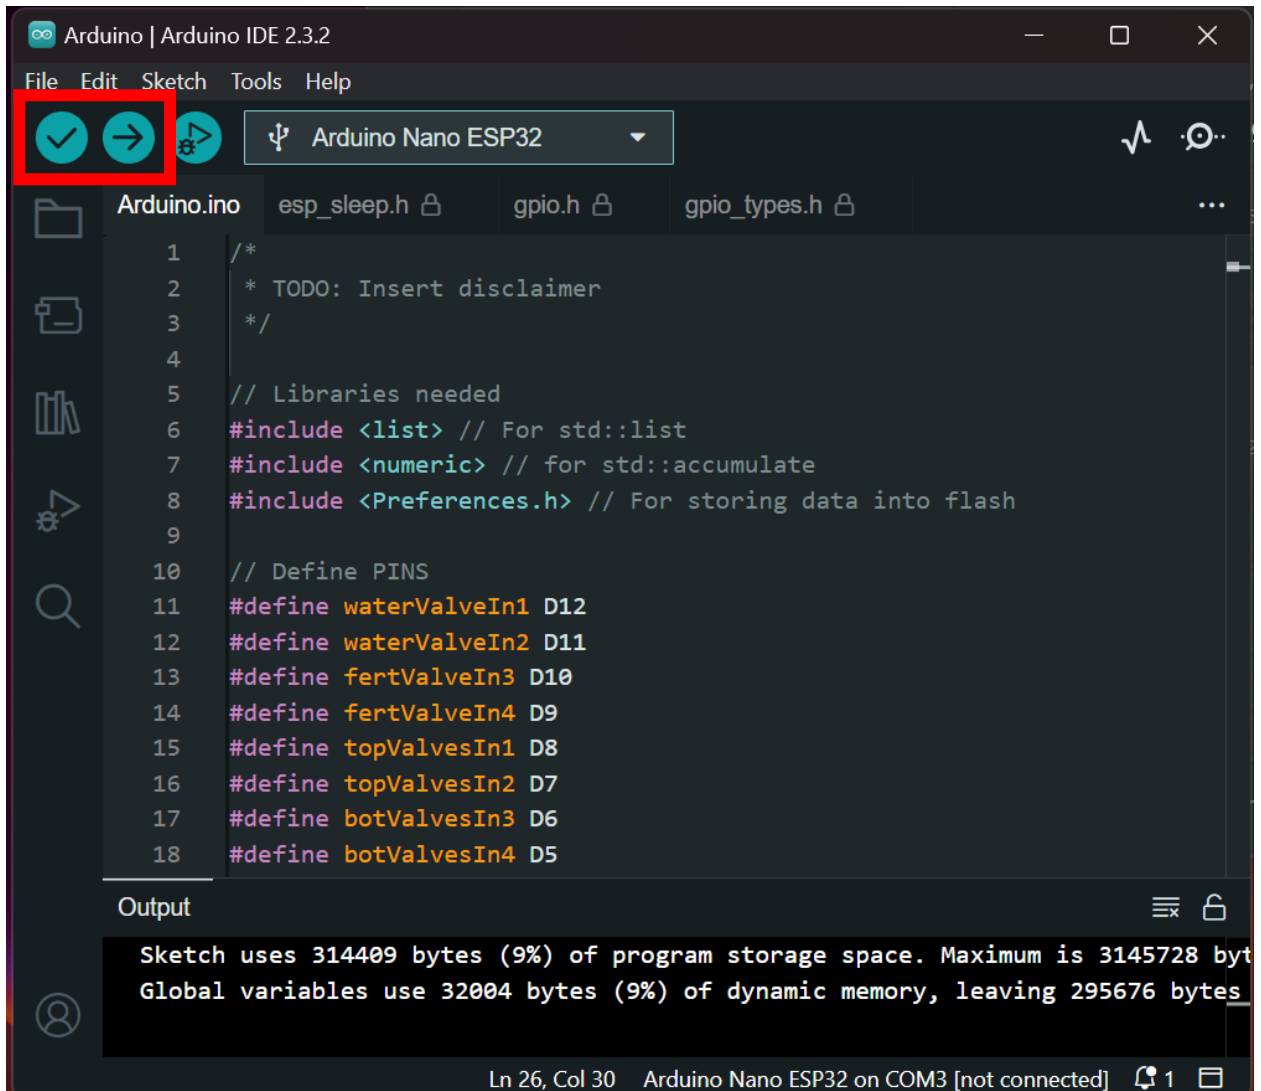 Arduino | Arduino IDE 2.3.2
File Edit Sketch Tools Help
Arduino Nano ESP32
Arduino.ino esp_sleep.h gpio.h gpio_types.h
1 /*
2 * TODO: Insert disclaimer
3 */
4
5 // Libraries needed
6 #include <list> // For std::list
7 #include <numeric> // for std::accumulate
8 #include <Preferences.h> // For storing data into flash
9
10 // Define PINS
11 #define waterValveIn1 D12
12 #define waterValveIn2 D11
13 #define fertValveIn3 D10
14 #define fertValveIn4 D9
15 #define topValvesIn1 D8
16 #define topValvesIn2 D7
17 #define botValvesIn3 D6
18 #define botValvesIn4 D5
Output
Sketch uses 314409 bytes (9%) of program storage space. Maximum is 3145728 byt
Global variables use 32004 bytes (9%) of dynamic memory, leaving 295676 bytes
Ln 26, Col 30 Arduino Nano ESP32 on COM3 [not connected] 1